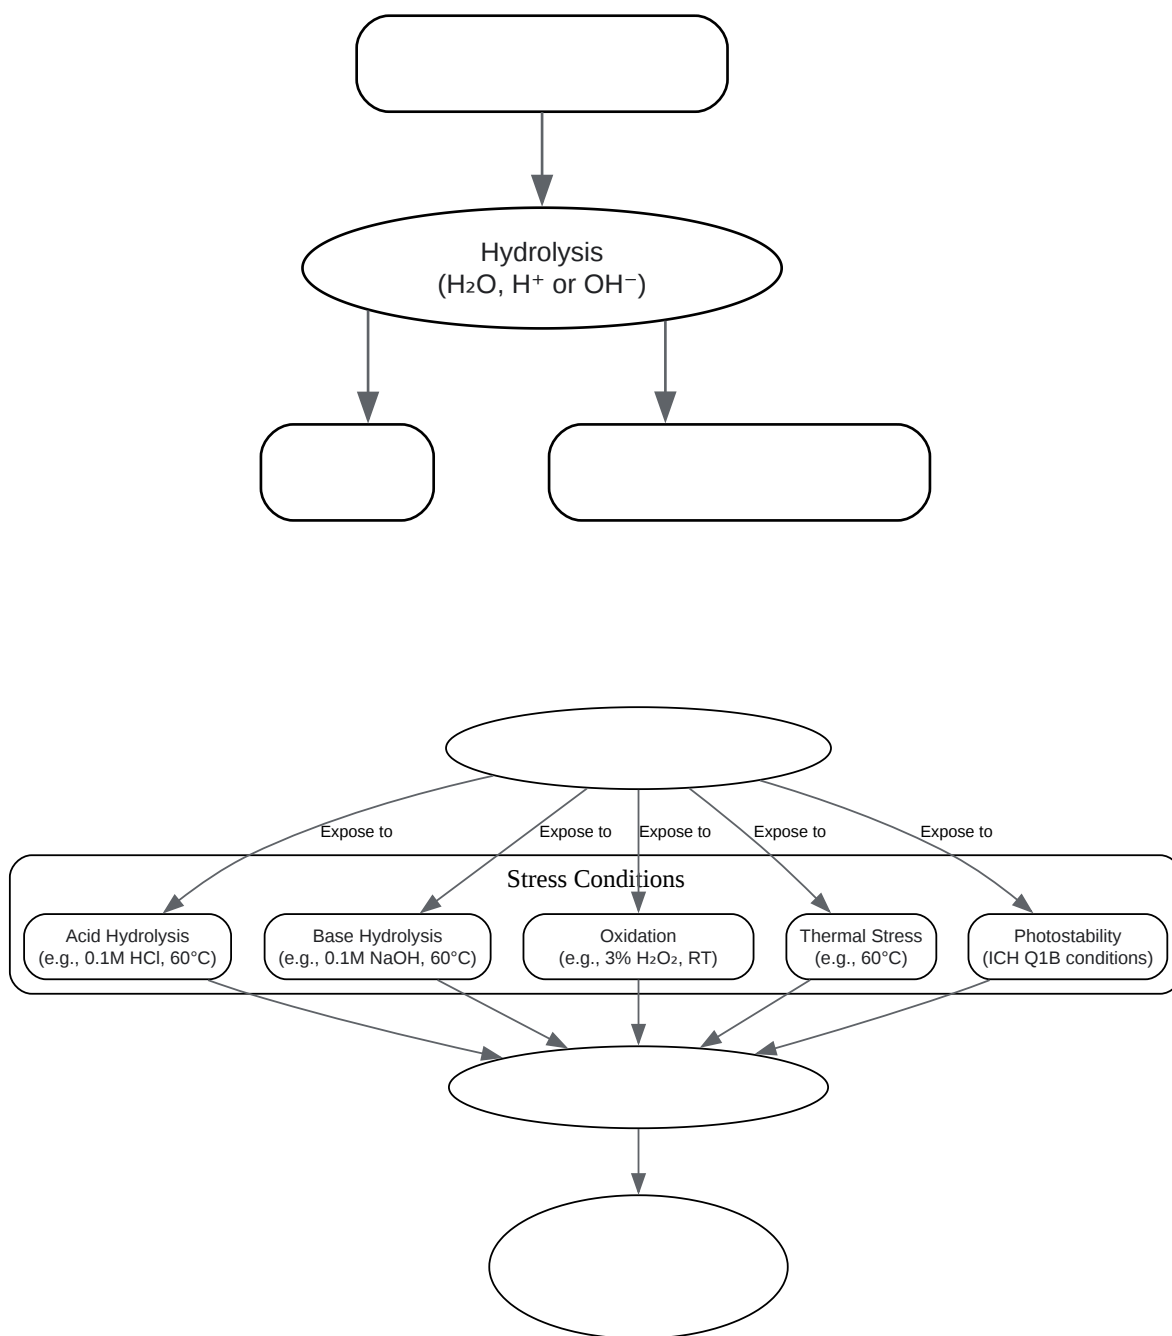 Hydrolysis
(H₂O, H⁺ or OH⁻)
Expose to
Expose to
Expose to
Expose to
Expose to
Stress Conditions
Acid Hydrolysis
(e.g., 0.1M HCl, 60°C)
Base Hydrolysis
(e.g., 0.1M NaOH, 60°C)
Oxidation
(e.g., 3% H₂O₂, RT)
Thermal Stress
(e.g., 60°C)
Photostability
(ICH Q1B conditions)